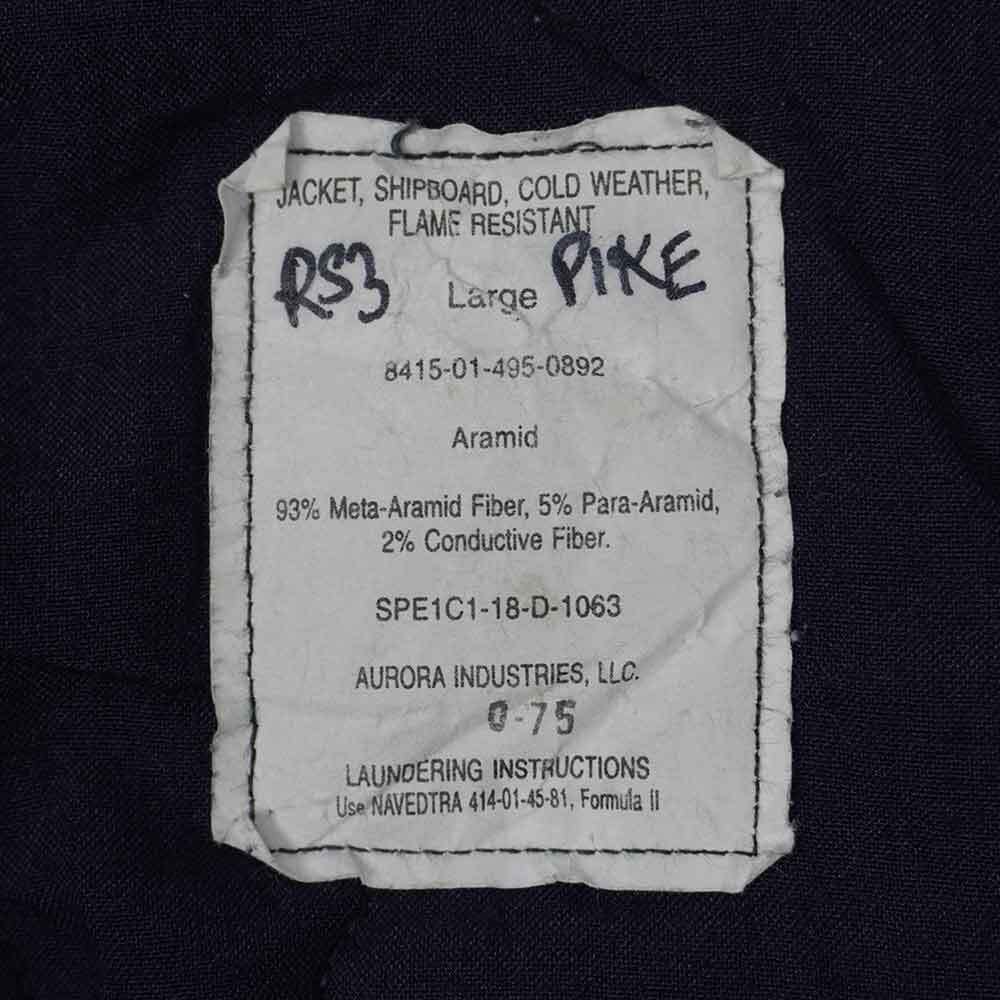 JACKET, SHIPBOARD, COLD WEATHER,
FLAME RESISTANT
RS3 Large PIKE
8415-01-495-0892
Aramid
93% Meta-Aramid Fiber, 5% Para-Aramid,
2% Conductive Fiber.
SPE1C1-18-D-1063
AURORA INDUSTRIES, LLC.
0-75
LAUNDERING INSTRUCTIONS
Use NAVEDTRA 414-01-45-81, Formula II